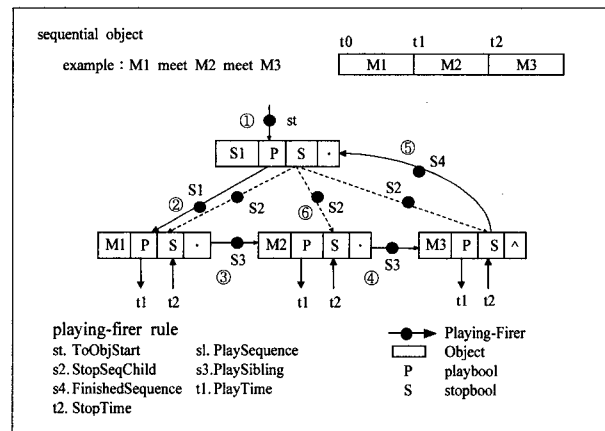 sequential object
t0 t1 t2
example : M1 meet M2 meet M3
M1 M2 M3
① st
S1 P S ·
⑤
S4
② S1
S2
⑥ S2
S2
M1 P S ·
S3
③
M2 P S ·
④
S3
M3 P S ^
t1 t2 t1 t2 t1 t2
playing-firer rule
st. ToObjStart s1.PlaySequence
s2.StopSeqChild s3.PlaySibling
s4.FinishedSequence t1.PlayTime
t2. StopTime
Playing-Firer
Object
P playbool
S stopbool